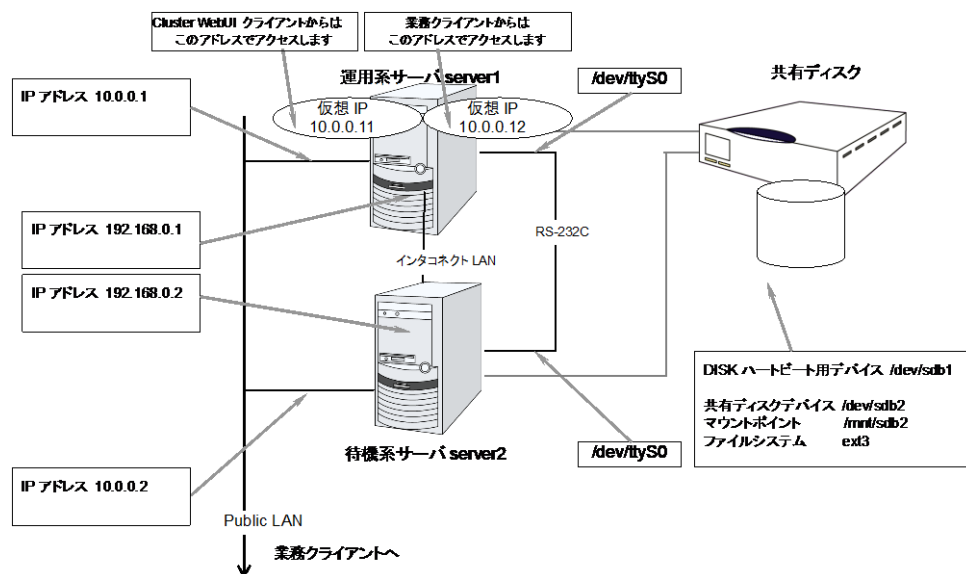 Cluster WebUI クライアントからは
このアドレスでアクセスします
業務クライアントからは
このアドレスでアクセスします
運用系サーバ server1
/dev/ttyS0
共有ディスク
IP アドレス 10.0.0.1
仮想 IP
10.0.0.11
仮想 IP
10.0.0.12
IP アドレス 192.168.0.1
RS-232C
インタコネクト LAN
IP アドレス 192.168.0.2
DISK ハートビート用デバイス /dev/sdb1
共有ディスクデバイス /dev/sdb2
マウントポイント /mnt/sdb2
ファイルシステム ext3
待機系サーバ server2
/dev/ttyS0
IP アドレス 10.0.0.2
Public LAN
業務クライアントへ